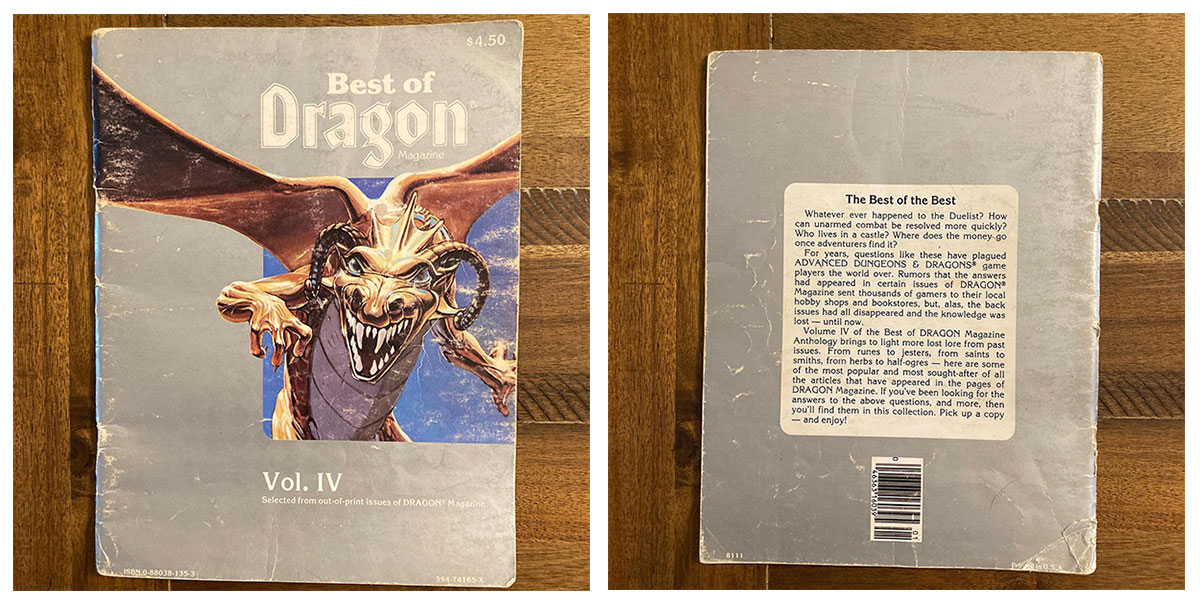 $4.50
Best of
Dragon®
Magazine
Vol. IV
Selected from out-of-print issues of DRAGON® Magazine
ISBN 0-88038-135-3
394-74165-X
The Best of the Best
Whatever ever happened to the Duelist? How
can unarmed combat be resolved more quickly?
Who lives in a castle? Where does the money go
once adventurers find it?
For years, questions like these have plagued
ADVANCED DUNGEONS & DRAGONS® game
players the world over. Rumors that the answers
had appeared in certain issues of DRAGON®
Magazine sent thousands of gamers to their local
hobby shops and bookstores, but, alas, the back
issues had all disappeared and the knowledge was
lost — until now.
Volume IV of the Best of DRAGON Magazine
Anthology brings to light more lost lore from past
issues. From runes to jesters, from saints to
smiths, from herbs to half-ogres — here are some
of the most popular and most sought-after of all
the articles that have appeared in the pages of
DRAGON Magazine. If you've been looking for the
answers to the above questions, and more, then
you'll find them in this collection. Pick up a copy
— and enjoy!
0
01
8111
Printed in U.S.A.